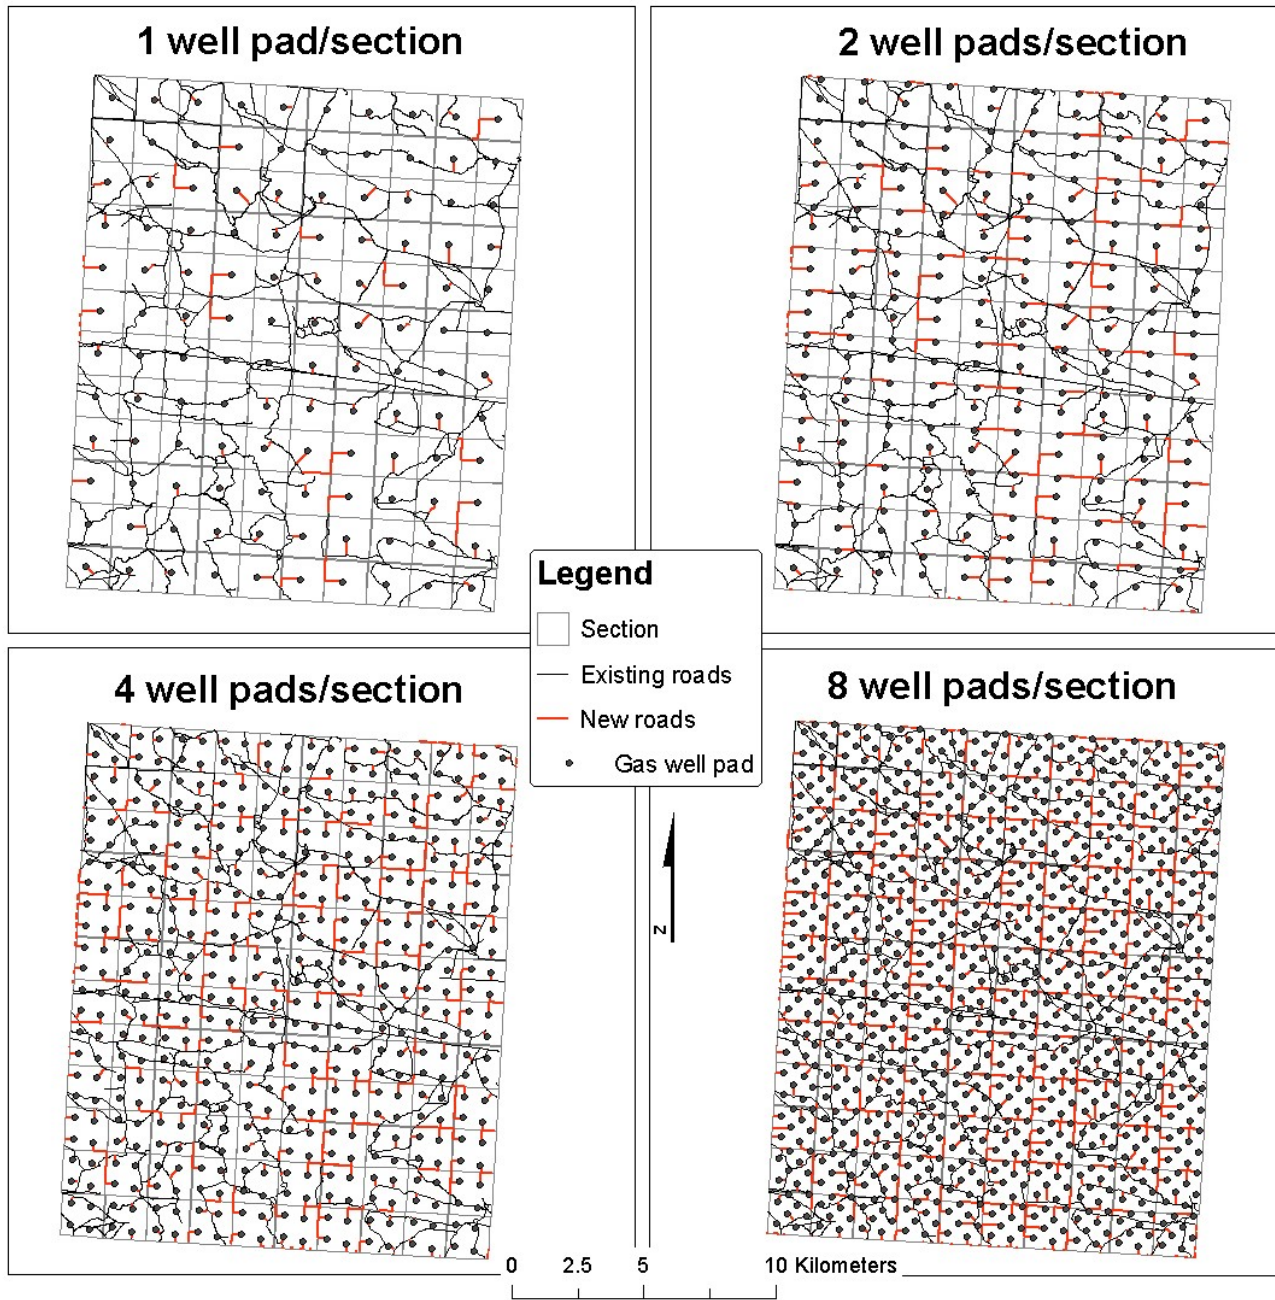 1 well pad/section
2 well pads/section
Legend
Section
Existing roads
New roads
Gas well pad
4 well pads/section
8 well pads/section
N
0 2.5 5 10 Kilometers